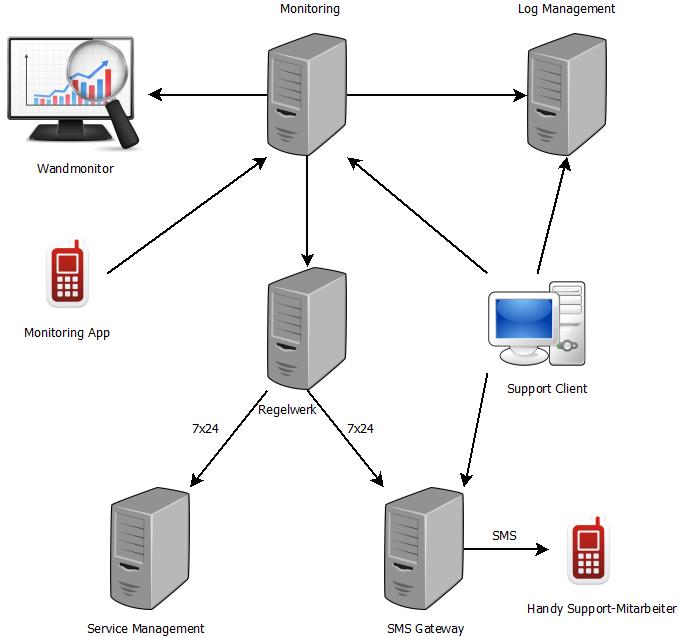 Monitoring
Log Management
Wandmonitor
Monitoring App
Support Client
Regelwerk
7x24
7x24
SMS
Service Management
SMS Gateway
Handy Support-Mitarbeiter